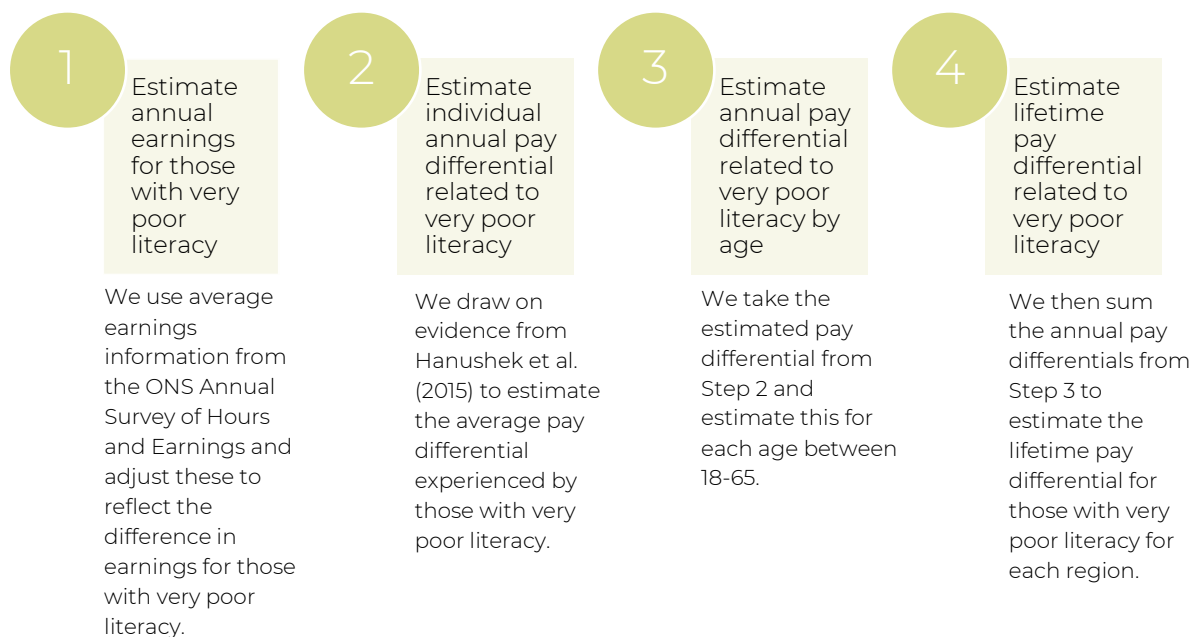 1
Estimate
annual
earnings
for those
with very
poor
literacy
We use average
earnings
information from
the ONS Annual
Survey of Hours
and Earnings and
adjust these to
reflect the
difference in
earnings for those
with very poor
literacy.
2
Estimate
individual
annual pay
differential
related to
very poor
literacy
We draw on
evidence from
Hanushek et al.
(2015) to estimate
the average pay
differential
experienced by
those with very
poor literacy.
3
Estimate
annual pay
differential
related to
very poor
literacy by
age
We take the
estimated pay
differential from
Step 2 and
estimate this for
each age between
18-65.
4
Estimate
lifetime
pay
differential
related to
very poor
literacy
We then sum
the annual pay
differentials from
Step 3 to
estimate the
lifetime pay
differential for
those with very
poor literacy for
each region.